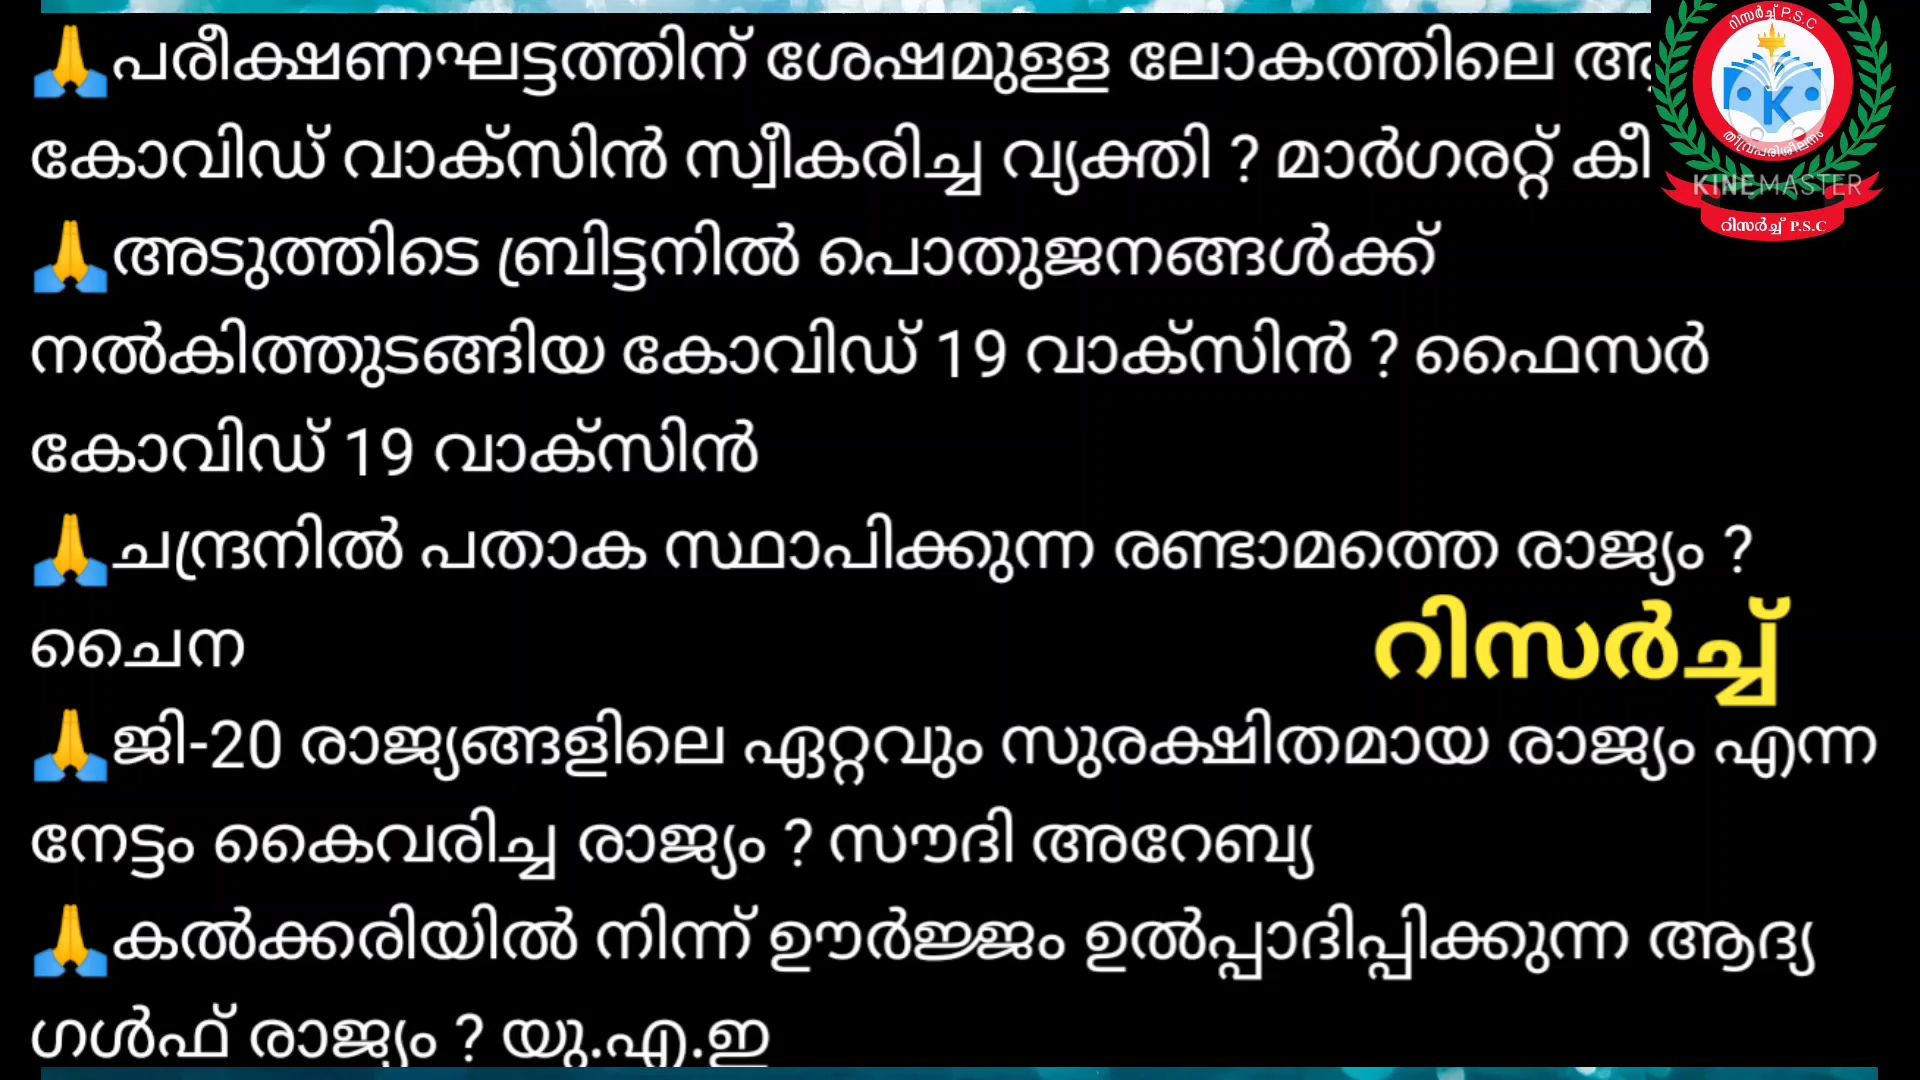 🙏പരീക്ഷണഘട്ടത്തിന് ശേഷമുള്ള ലോകത്തിലെ
കോവിഡ് വാക്സിൻ സ്വീകരിച്ച വ്യക്തി ? മാർഗരറ്റ് കീ
🙏അടുത്തിടെ ബ്രിട്ടനിൽ പൊതുജനങ്ങൾക്ക്
നൽകിത്തുടങ്ങിയ കോവിഡ് 19 വാക്സിൻ ? ഫൈസർ
കോവിഡ് 19 വാക്സിൻ
🙏ചന്ദ്രനിൽ പതാക സ്ഥാപിക്കുന്ന രണ്ടാമത്തെ രാജ്യം ?
ചൈന
🙏ജി-20 രാജ്യങ്ങളിലെ ഏറ്റവും സുരക്ഷിതമായ രാജ്യം എന്ന
നേട്ടം കൈവരിച്ച രാജ്യം ? സൗദി അറേബ്യ
🙏കൽക്കരിയിൽ നിന്ന് ഊർജ്ജം ഉൽപ്പാദിപ്പിക്കുന്ന ആദ്യ
ഗൾഫ് രാജ്യം ? യു.എ.ഇ
റിസർച്ച് P.S.C
K
തീവ്രപരിശീലനം
KINEMASTER
റിസർച്ച് P.S.C
റിസർച്ച്